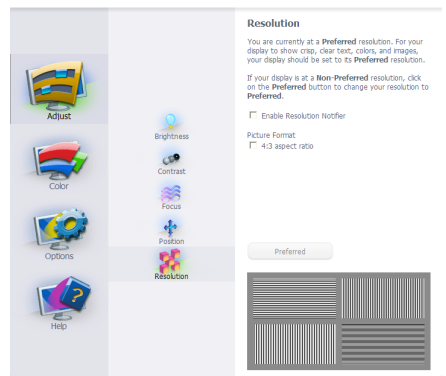 Adjust
Color
Options
Help
Brightness
Contrast
Focus
Position
Resolution
Resolution
You are currently at a Preferred resolution. For your
display to show crisp, clear text, colors, and images,
your display should be set to its Preferred resolution.
If your display is at a Non-Preferred resolution, click
on the Preferred button to change your resolution to
Preferred.
Enable Resolution Notifier
Picture Format
4:3 aspect ratio
Preferred